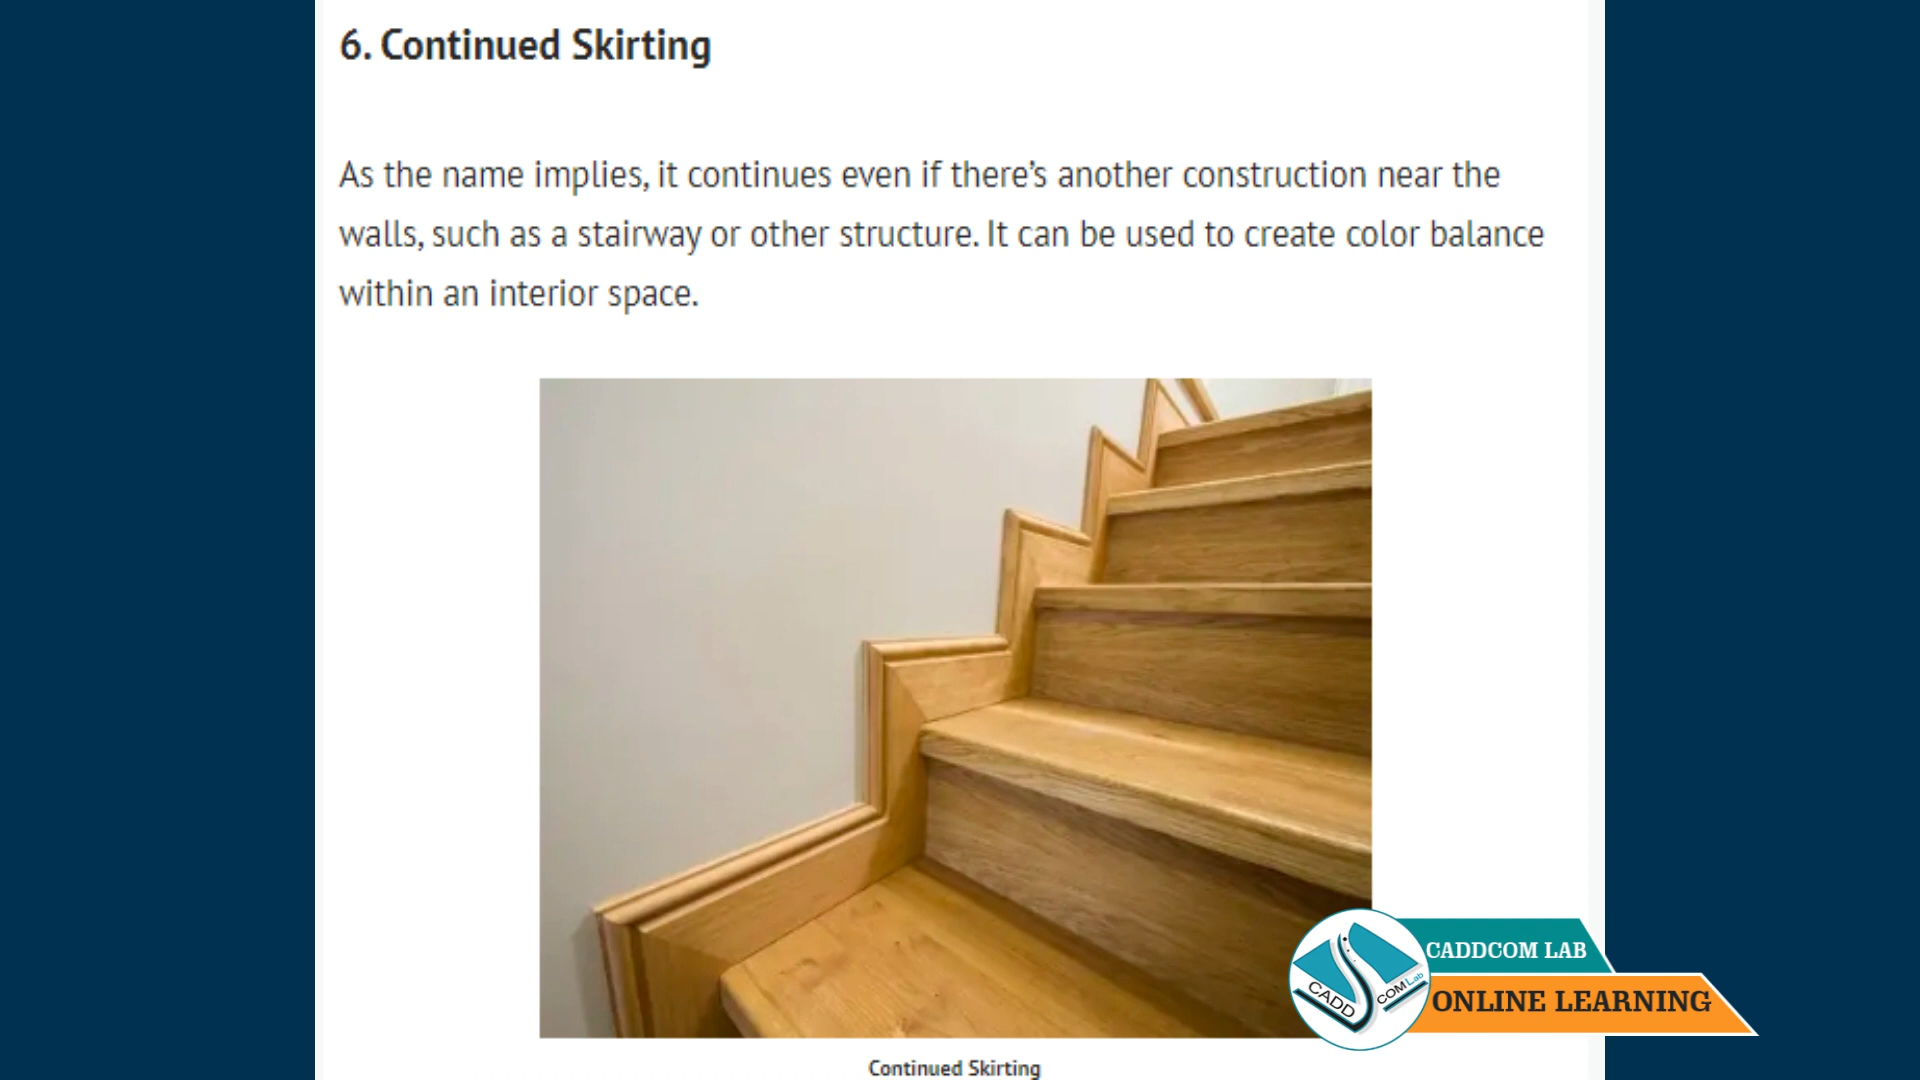 6. Continued Skirting
As the name implies, it continues even if there’s another construction near the
walls, such as a stairway or other structure. It can be used to create color balance
within an interior space.
CADDCOM LAB
CADD
COM Lab
ONLINE LEARNING
Continued Skirting